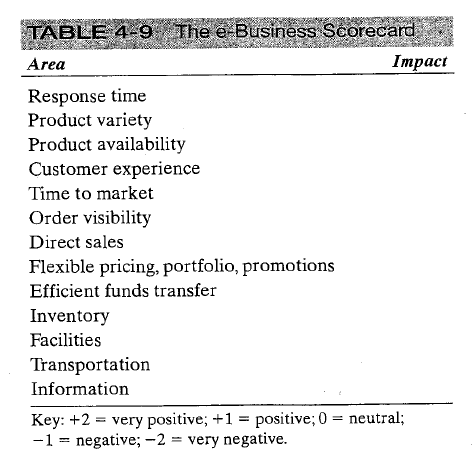 TABLE 4-9 The e-Business Scorecard
Area Impact
Response time
Product variety
Product availability
Customer experience
Time to market
Order visibility
Direct sales
Flexible pricing, portfolio, promotions
Efficient funds transfer
Inventory
Facilities
Transportation
Information
Key: +2 = very positive; +1 = positive; 0 = neutral;
−1 = negative; −2 = very negative.